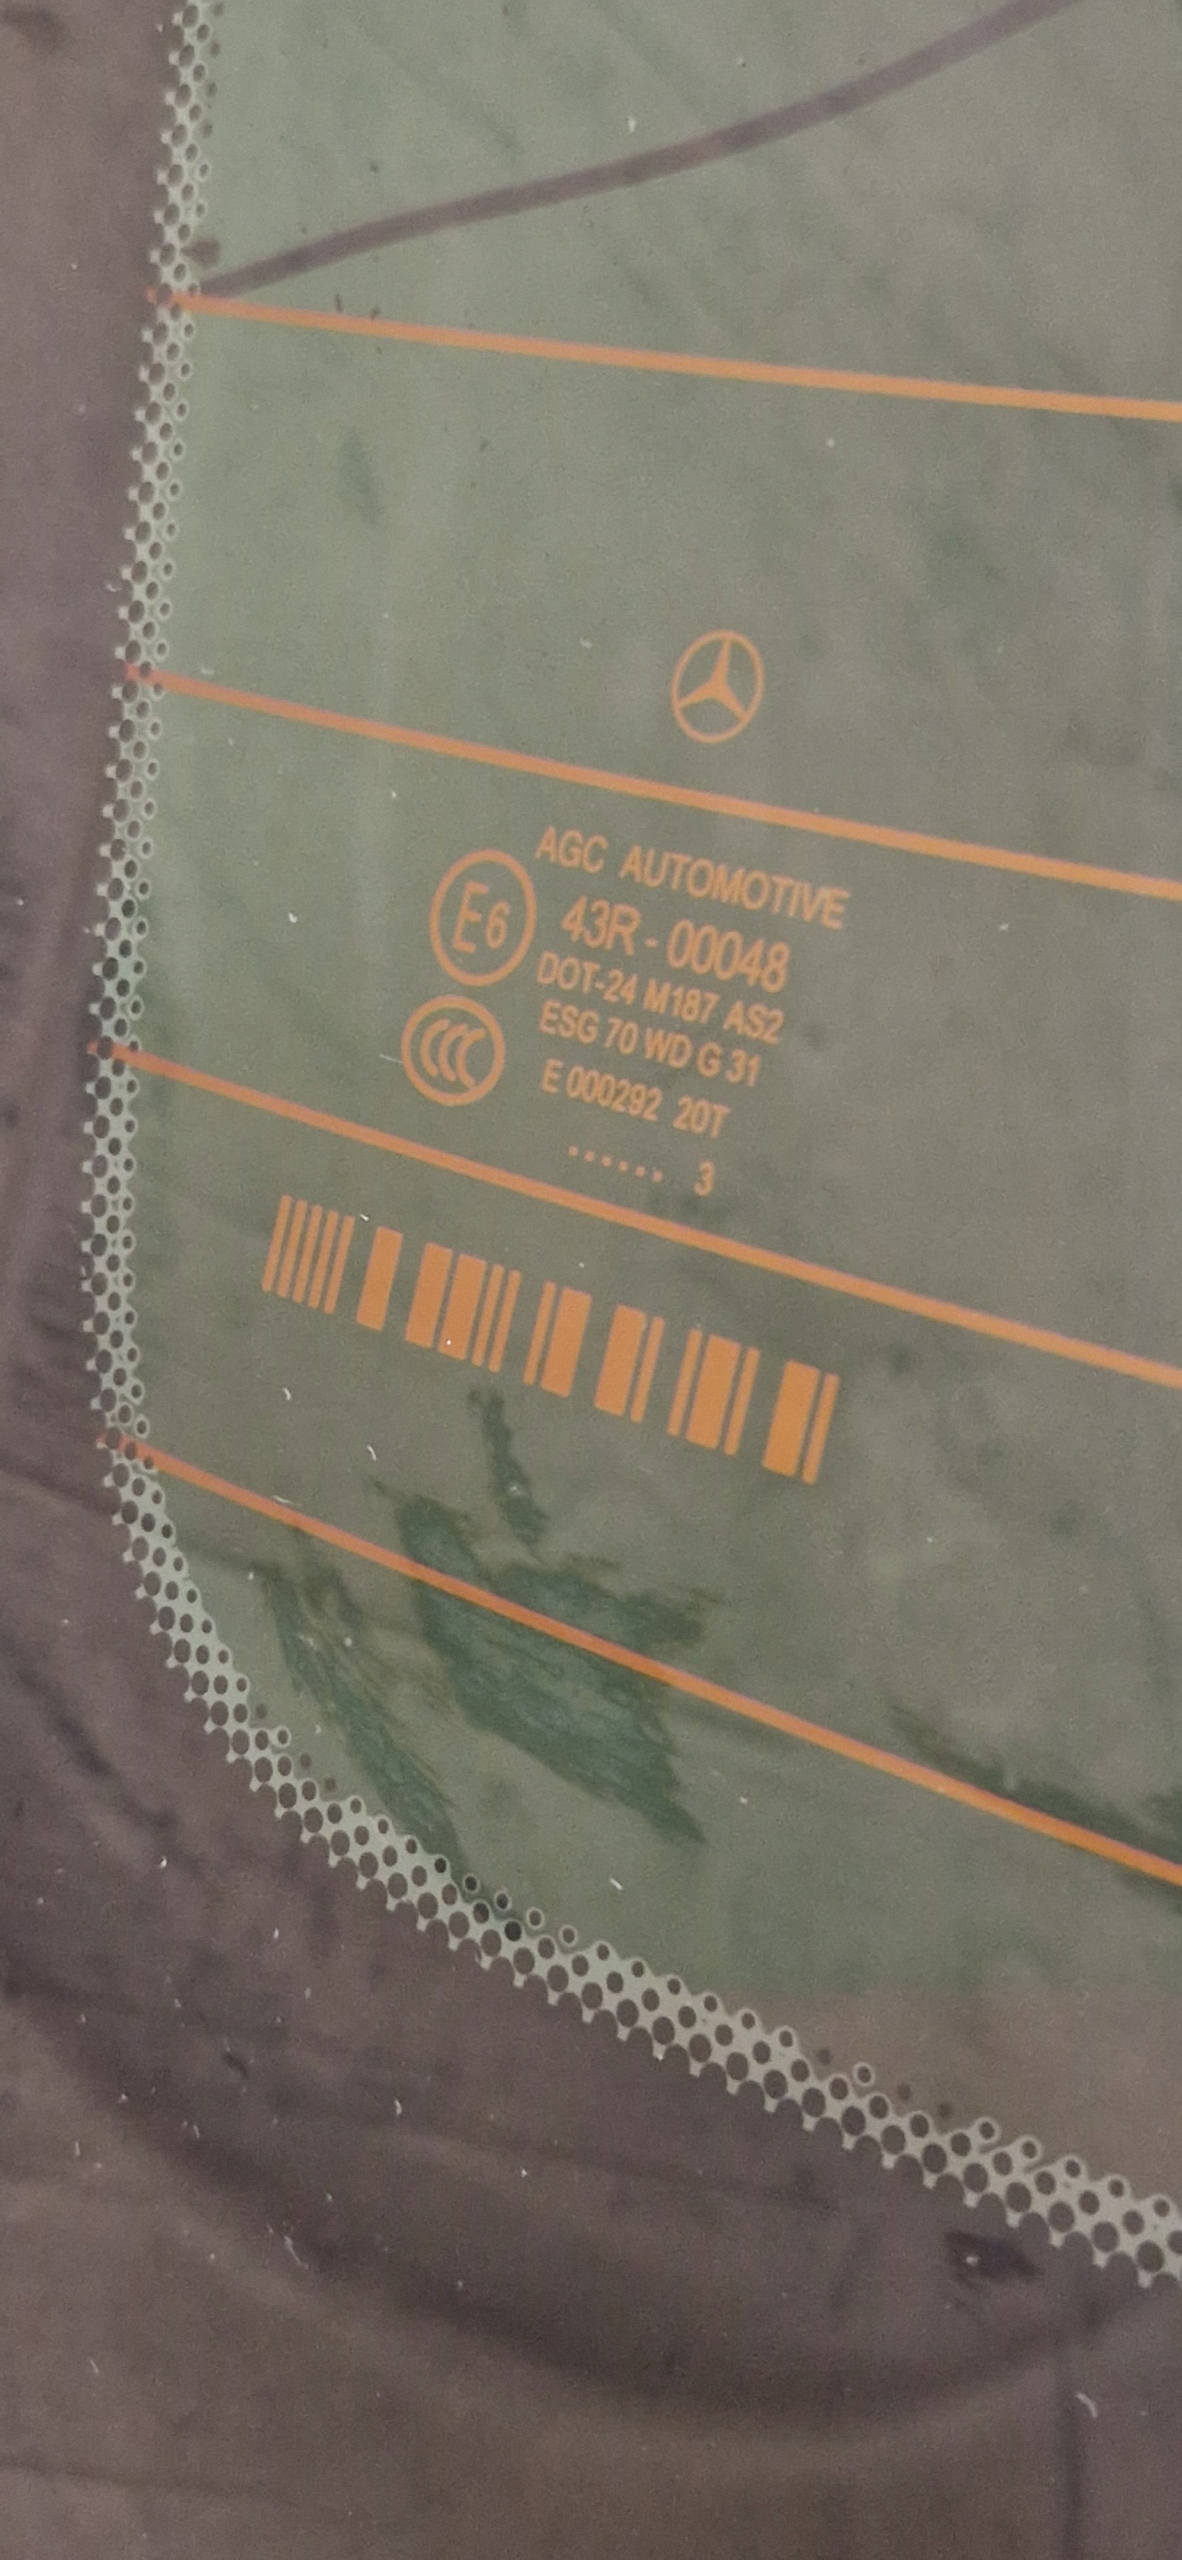 AGC AUTOMOTIVE
E6
43R-00048
DOT-24 M187 AS2
CCC
ESG 70 WD G 31
E 000292 20T
...... 3